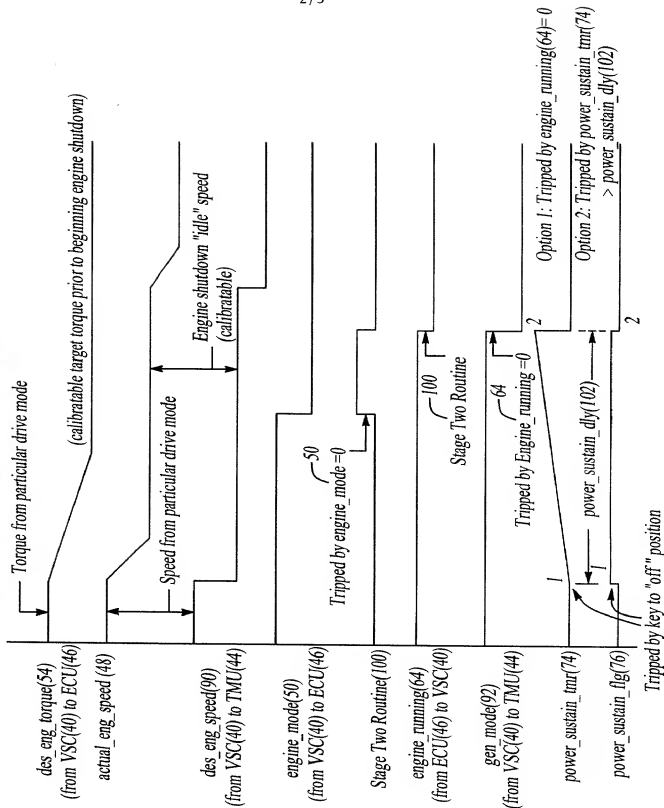 2/5
Torque from particular drive mode
des_eng_torque(54)
(from VSC(40) to ECU(46)
(calibratable target torque prior to beginning engine shutdown)
actual_eng_speed (48)
Speed from particular drive mode
Engine shutdown "idle" speed
(calibratable)
des_eng_speed(90)
(from VSC(40) to TMU(44)
engine_mode(50)
(from VSC(40) to ECU(46)
50
Tripped by engine_mode =0
Stage Two Routine(100)
engine_running(64)
(from ECU(46) to VSC(40)
100
Stage Two Routine
gen_mode(92)
(from VSC(40) to TMU(44)
64
Tripped by Engine_running =0
Option 1: Tripped by engine_running(64)= 0
2
power_sustain_tmr(74)
1
power_sustain_dly(102)
Option 2: Tripped by power_sustain_tmr(74)
> power_sustain_dly(102)
power_sustain_flg(76)
1
2
Tripped by key to "off" position